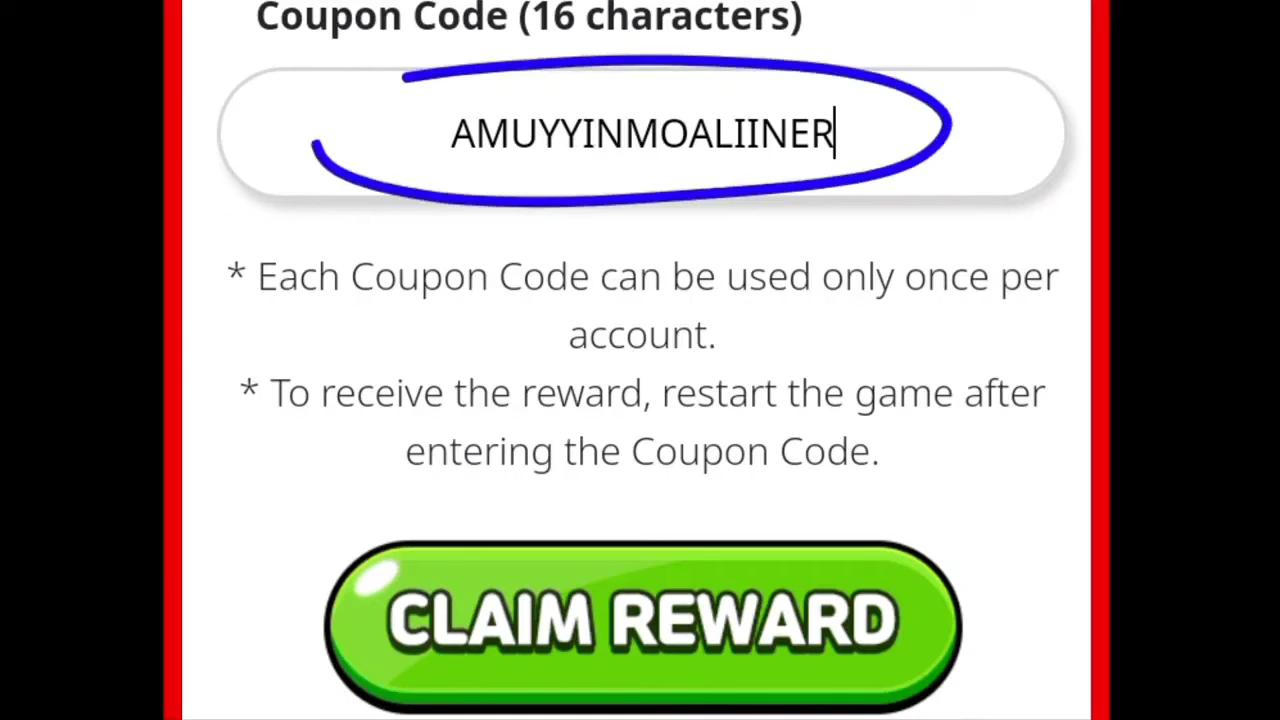 Coupon Code (16 characters)
AMUYYINMOALIINER
* Each Coupon Code can be used only once per
account.
* To receive the reward, restart the game after
entering the Coupon Code.
CLAIM REWARD